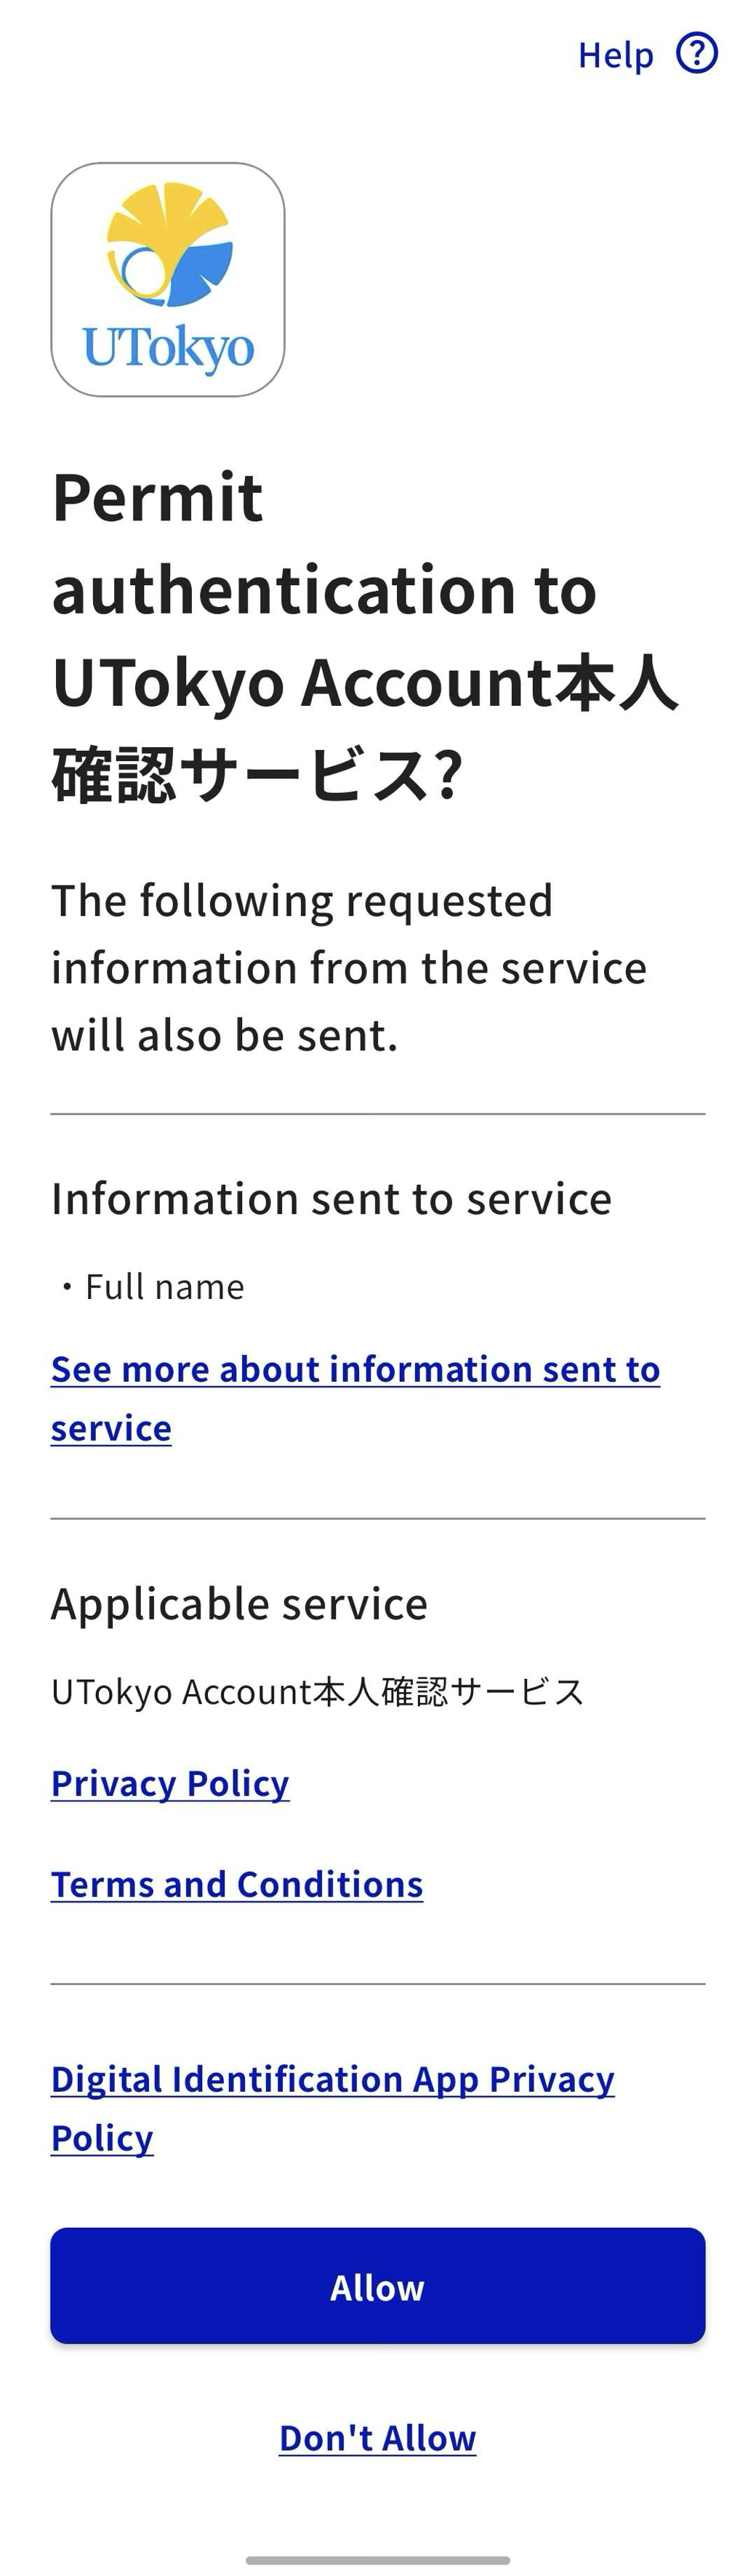 Help ?
UTokyo
Permit
authentication to
UTokyo Account本人
確認サービス?
The following requested
information from the service
will also be sent.
Information sent to service
・Full name
See more about information sent to
service
Applicable service
UTokyo Account本人確認サービス
Privacy Policy
Terms and Conditions
Digital Identification App Privacy
Policy
Allow
Don't Allow